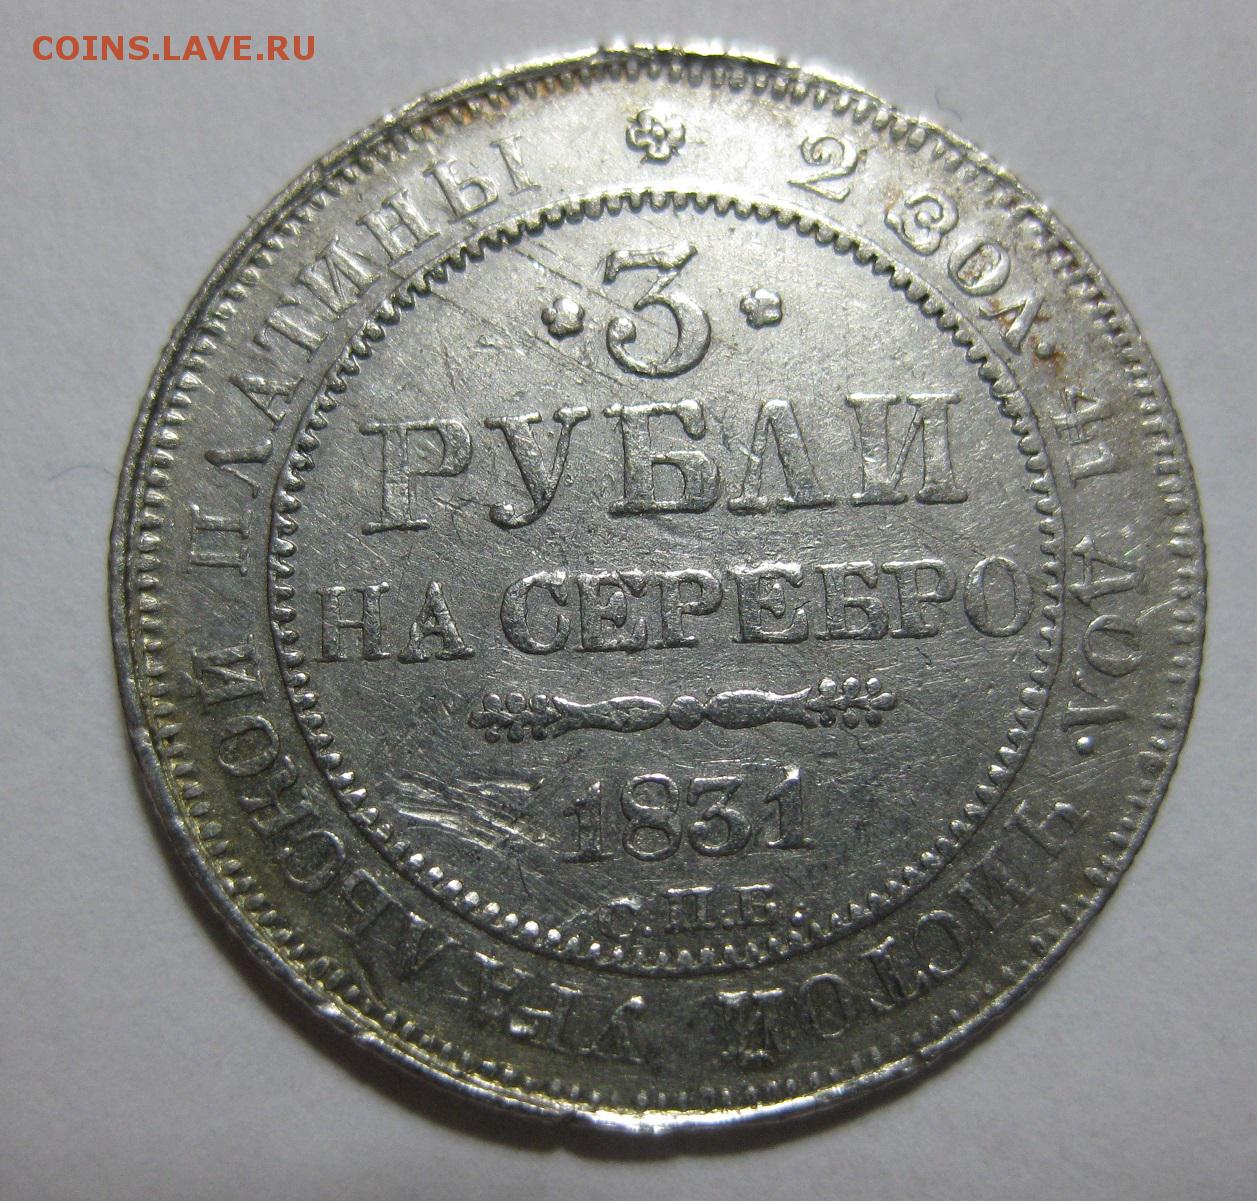 COINS.LAVE.RU
* 2 ЗОЛ. 41 ДОЛ. ЧИСТОЙ УРАЛЬСКОЙ ПЛАТИНЫ
·3·
РУБЛИ
НА СЕРЕБРО
1831
С.П.Б.